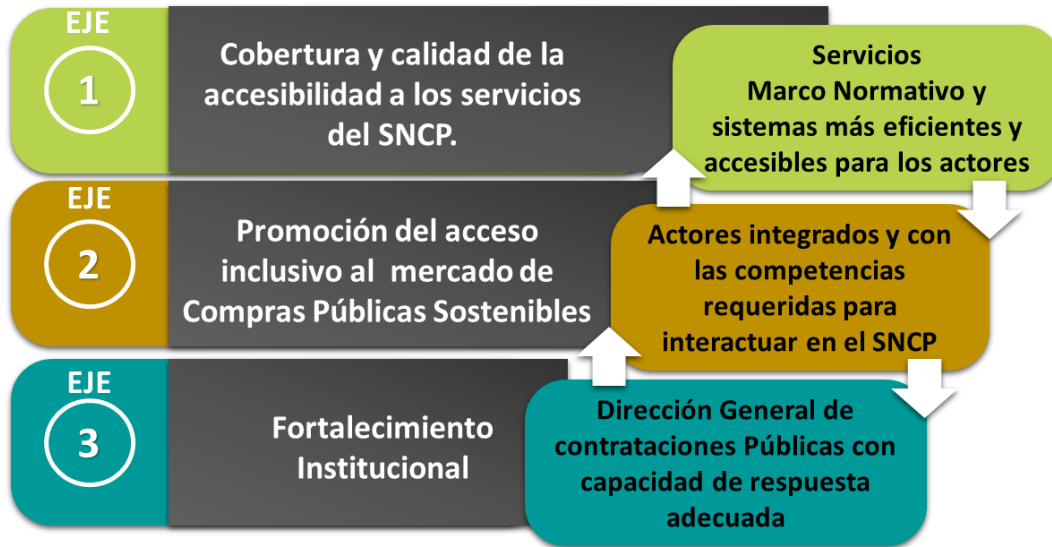 EJE
1
Cobertura y calidad de la
accesibilidad a los servicios
del SNCP.
Servicios
Marco Normativo y
sistemas más eficientes y
accesibles para los actores
EJE
2
Promoción del acceso
inclusivo al mercado de
Compras Públicas Sostenibles
Actores integrados y con
las competencias
requeridas para
interactuar en el SNCP
EJE
3
Fortalecimiento
Institucional
Dirección General de
contrataciones Públicas con
capacidad de respuesta
adecuada